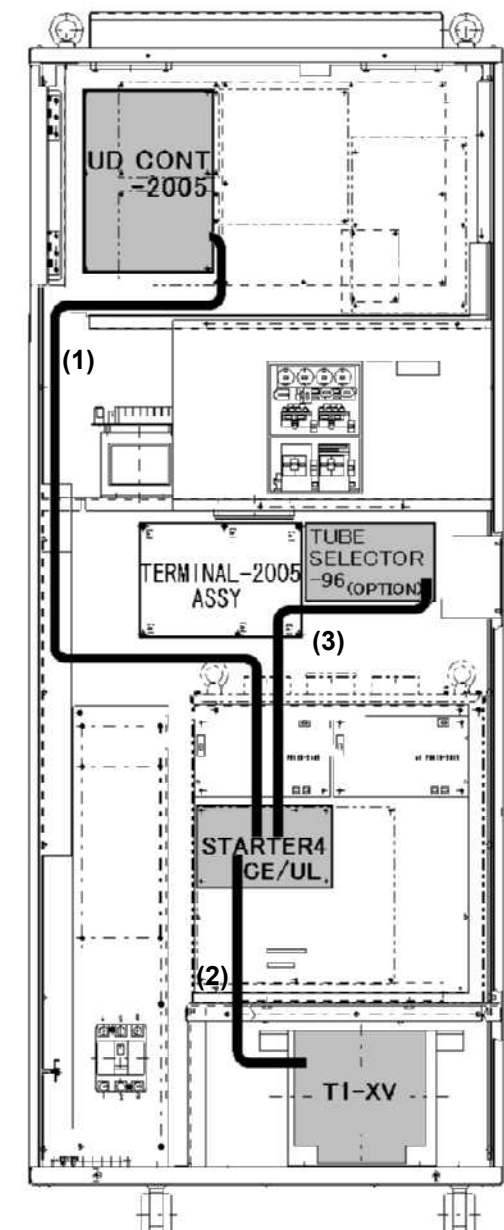 UD CONT
-2005
(1)
TERMINAL-2005
ASSY
TUBE
SELECTOR
-96 (OPTION)
(3)
STARTER4
CE/UL
(2)
TI-XV